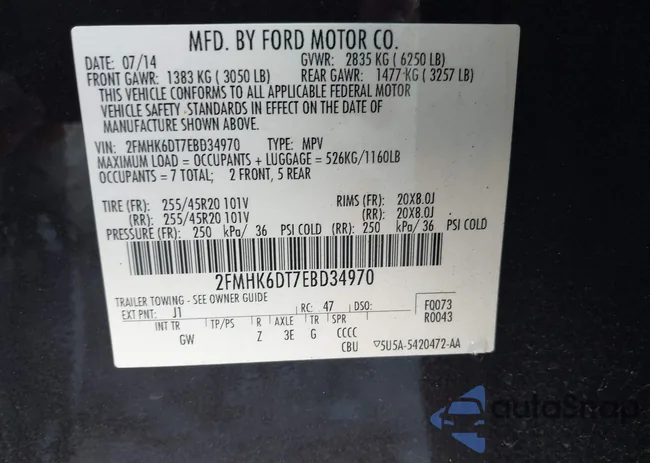 MFD. BY FORD MOTOR CO.
DATE: 07/14 GVWR: 2835 KG ( 6250 LB)
FRONT GAWR: 1383 KG ( 3050 LB) REAR GAWR: 1477 KG ( 3257 LB)
THIS VEHICLE CONFORMS TO ALL APPLICABLE FEDERAL MOTOR
VEHICLE SAFETY STANDARDS IN EFFECT ON THE DATE OF
MANUFACTURE SHOWN ABOVE.
VIN: 2FMHK6DT7EBD34970 TYPE: MPV
MAXIMUM LOAD = OCCUPANTS + LUGGAGE = 526KG/1160LB
OCCUPANTS = 7 TOTAL; 2 FRONT, 5 REAR
TIRE (FR): 255/45R20 101V RIMS (FR): 20X8.0J
(RR): 255/45R20 101V (RR): 20X8.0J
PRESSURE (FR): 250 kPa/ 36 PSI COLD (RR): 250 kPa/ 36 PSI COLD
2FMHK6DT7EBD34970
TRAILER TOWING - SEE OWNER GUIDE
EXT PNT: J1 RC: 47 DSO: F0073
R0043
INT TR TP/PS R AXLE TR SPR
GW Z 3E G CCCC
CBU ▽5U5A-5420472-AA
autoSnap